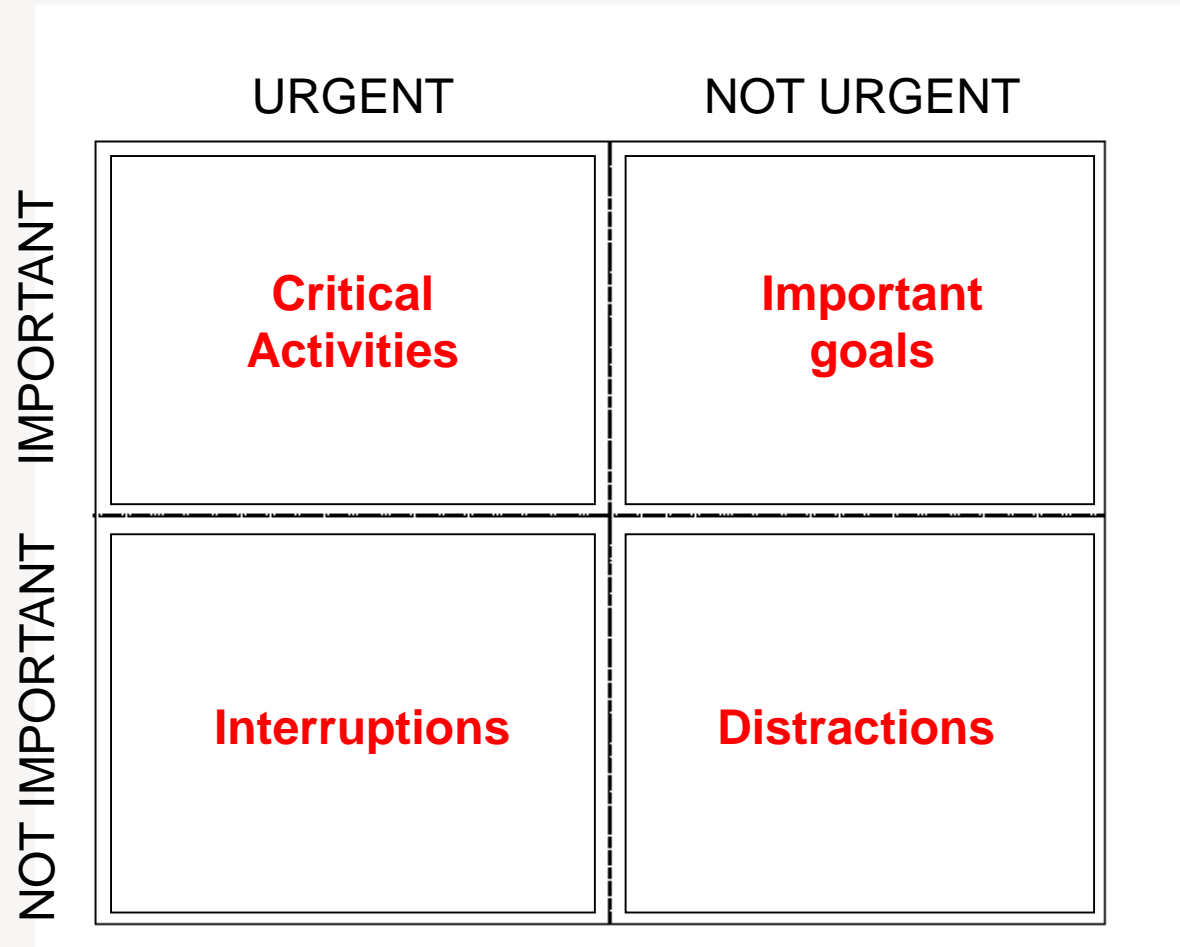 URGENT
NOT URGENT
IMPORTANT
Critical
Activities
Important
goals
NOT IMPORTANT
Interruptions
Distractions